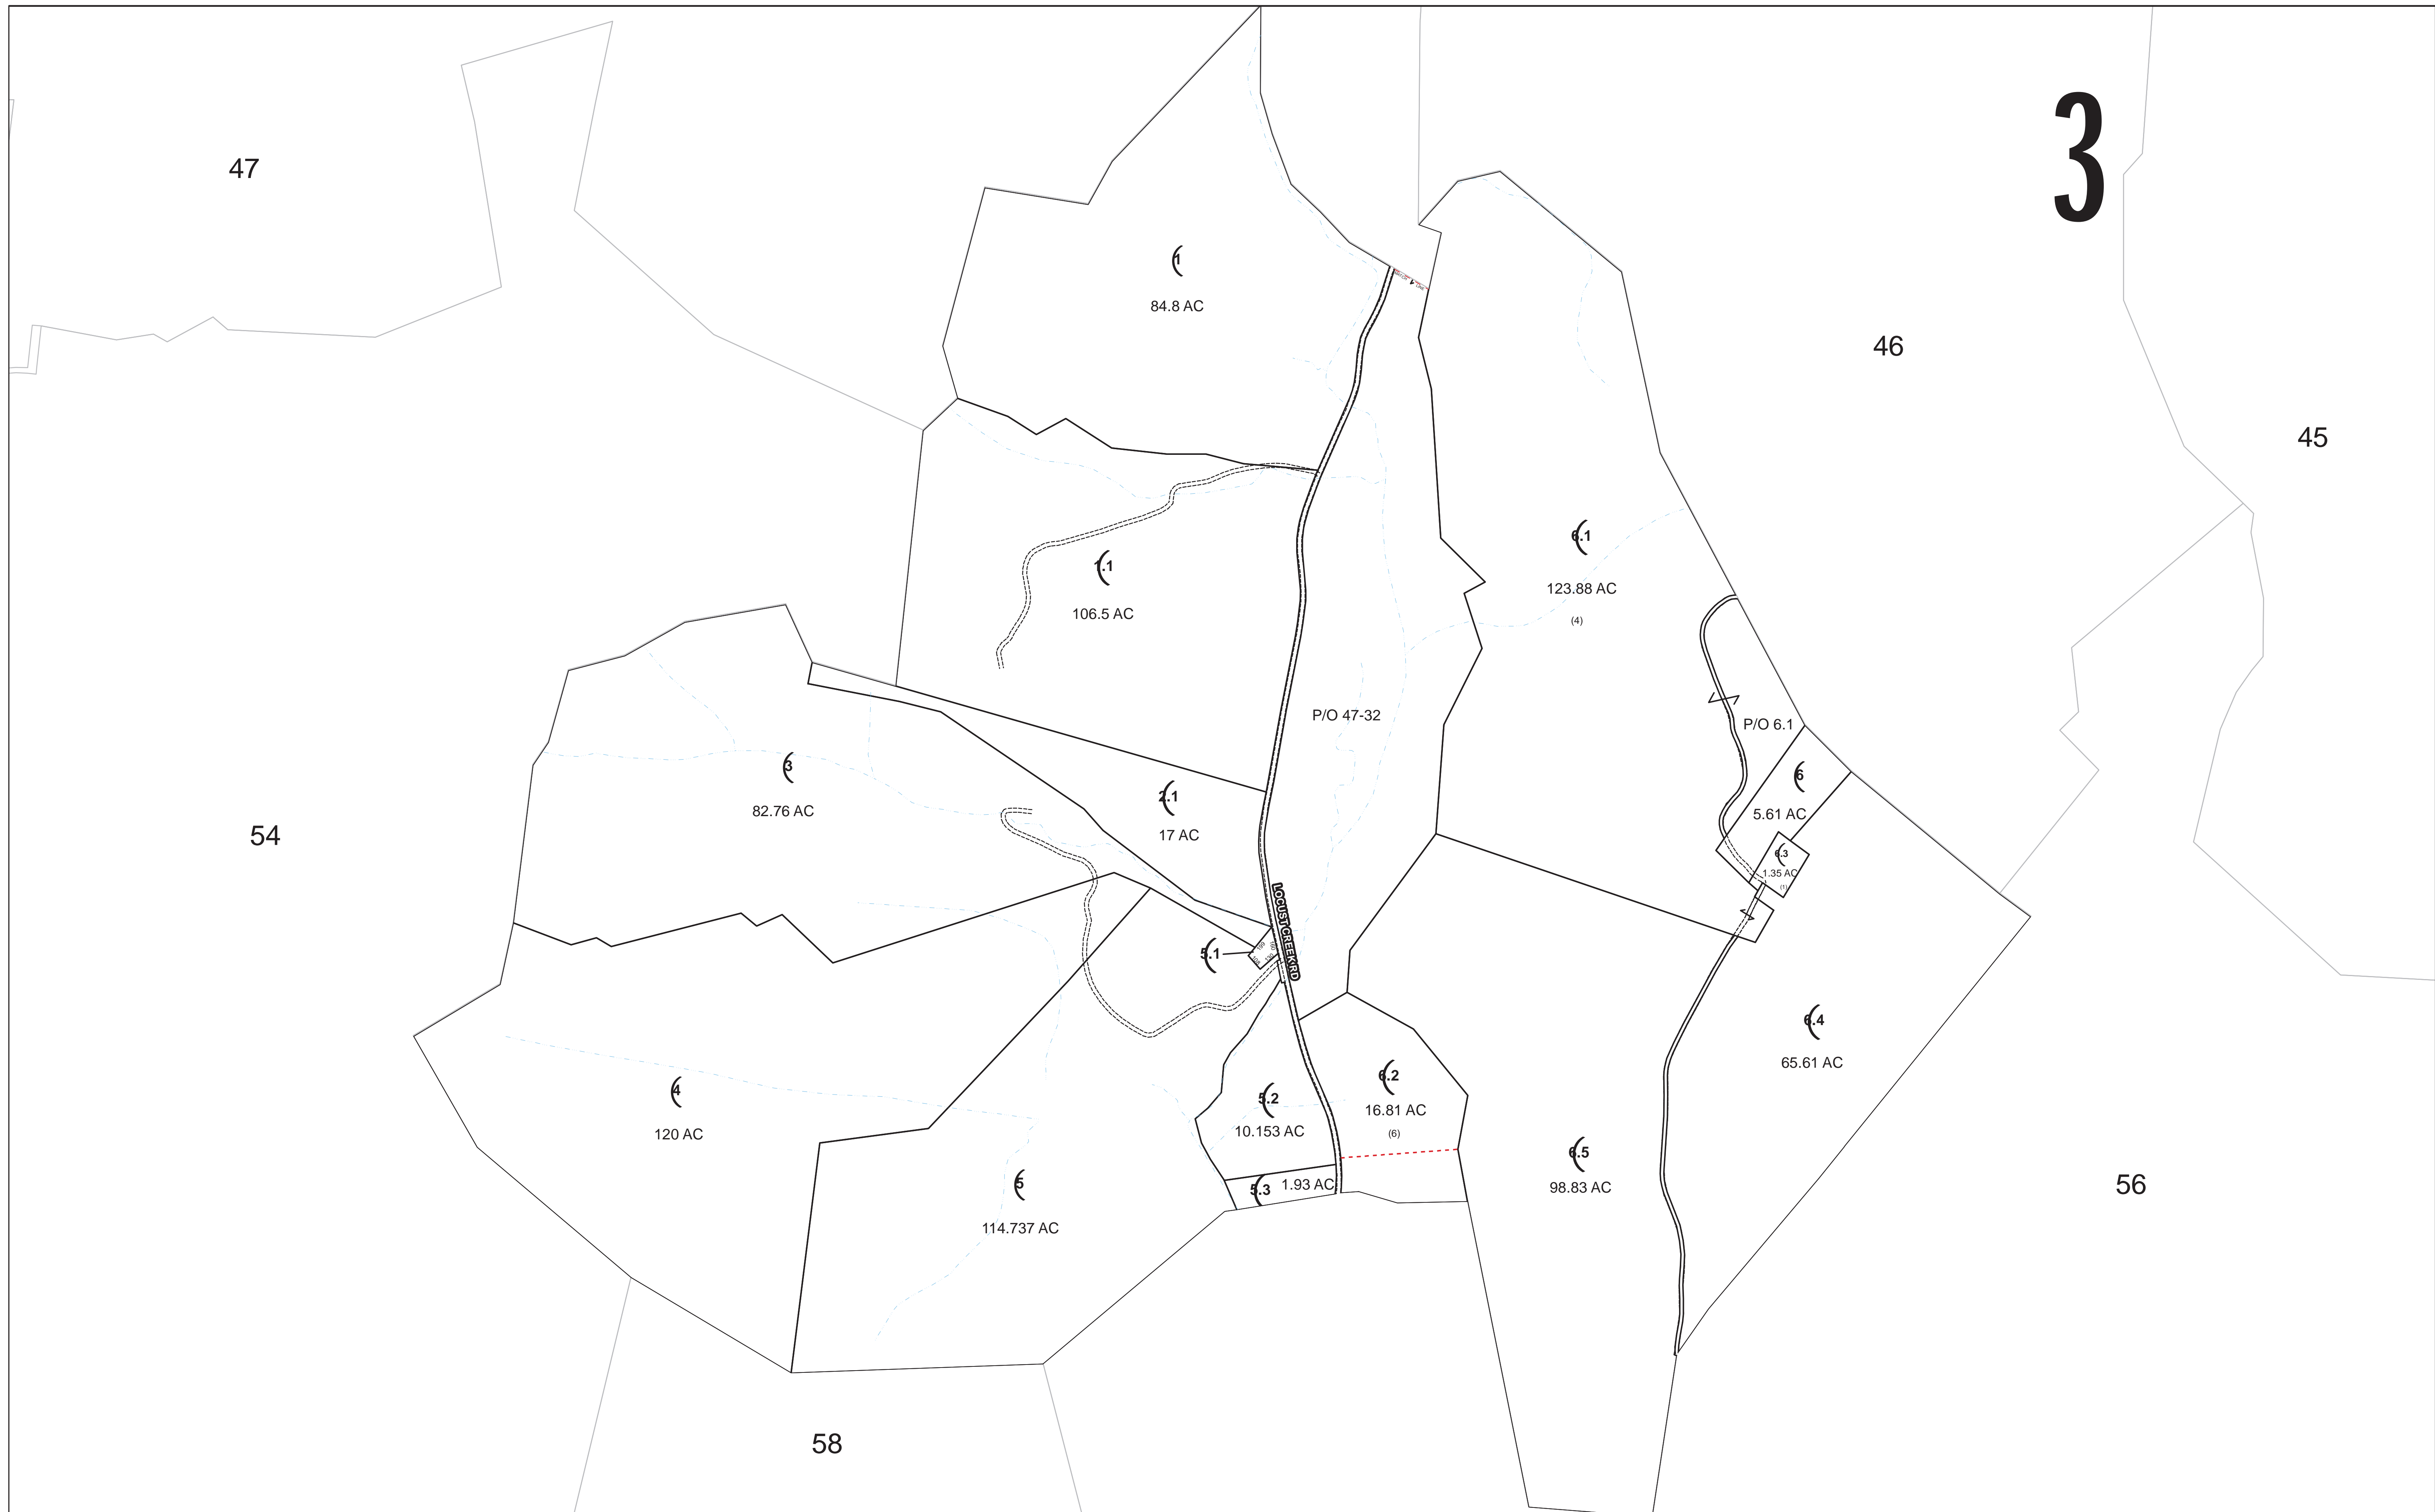 3
47
1
84.8 AC
46
45
6.1
123.88 AC
(4)
1.1
106.5 AC
P/O 47-32
P/O 6.1
3
82.76 AC
2.1
17 AC
6
5.61 AC
54
6.3
1.35 AC
(1)
LOCUST CREEK RD
5.1
6.4
65.61 AC
4
120 AC
5.2
10.153 AC
6.2
16.81 AC
(6)
6.5
98.83 AC
5
114.737 AC
5.3
1.93 AC
56
58